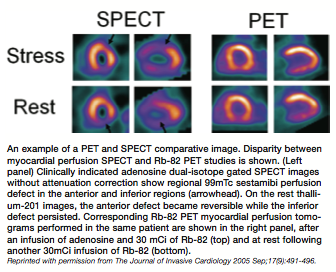 SPECT PET
Stress
Rest
An example of a PET and SPECT comparative image. Disparity between
myocardial perfusion SPECT and Rb-82 PET studies is shown. (Left
panel) Clinically indicated adenosine dual-isotope gated SPECT images
without attenuation correction show regional 99mTc sestamibi perfusion
defect in the anterior and inferior regions (arrowhead). On the rest thalli-
um-201 images, the anterior defect became reversible while the inferior
defect persisted. Corresponding Rb-82 PET myocardial perfusion tom-
ograms performed in the same patient are shown in the right panel, after
an infusion of adenosine and 30 mCi of Rb-82 (top) and at rest following
another 30mCi infusion of Rb-82 (bottom).
Reprinted with permission from The Journal of Invasive Cardiology 2005 Sep;17(9):491-496.